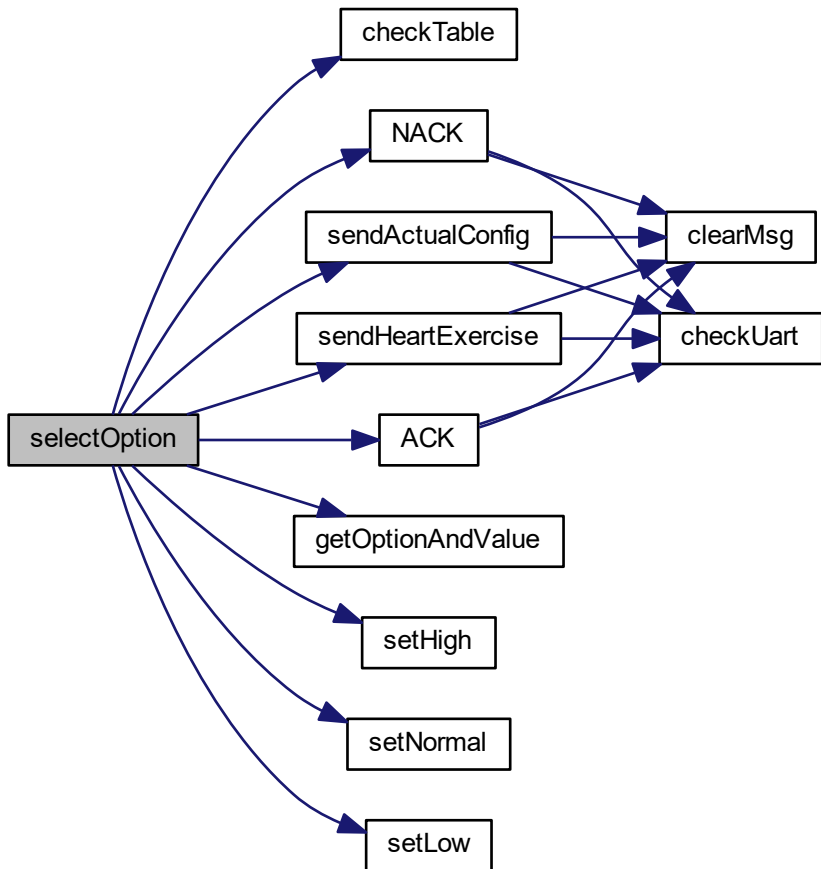 checkTable
NACK
sendActualConfig
clearMsg
sendHeartExercise
checkUart
selectOption
ACK
getOptionAndValue
setHigh
setNormal
setLow